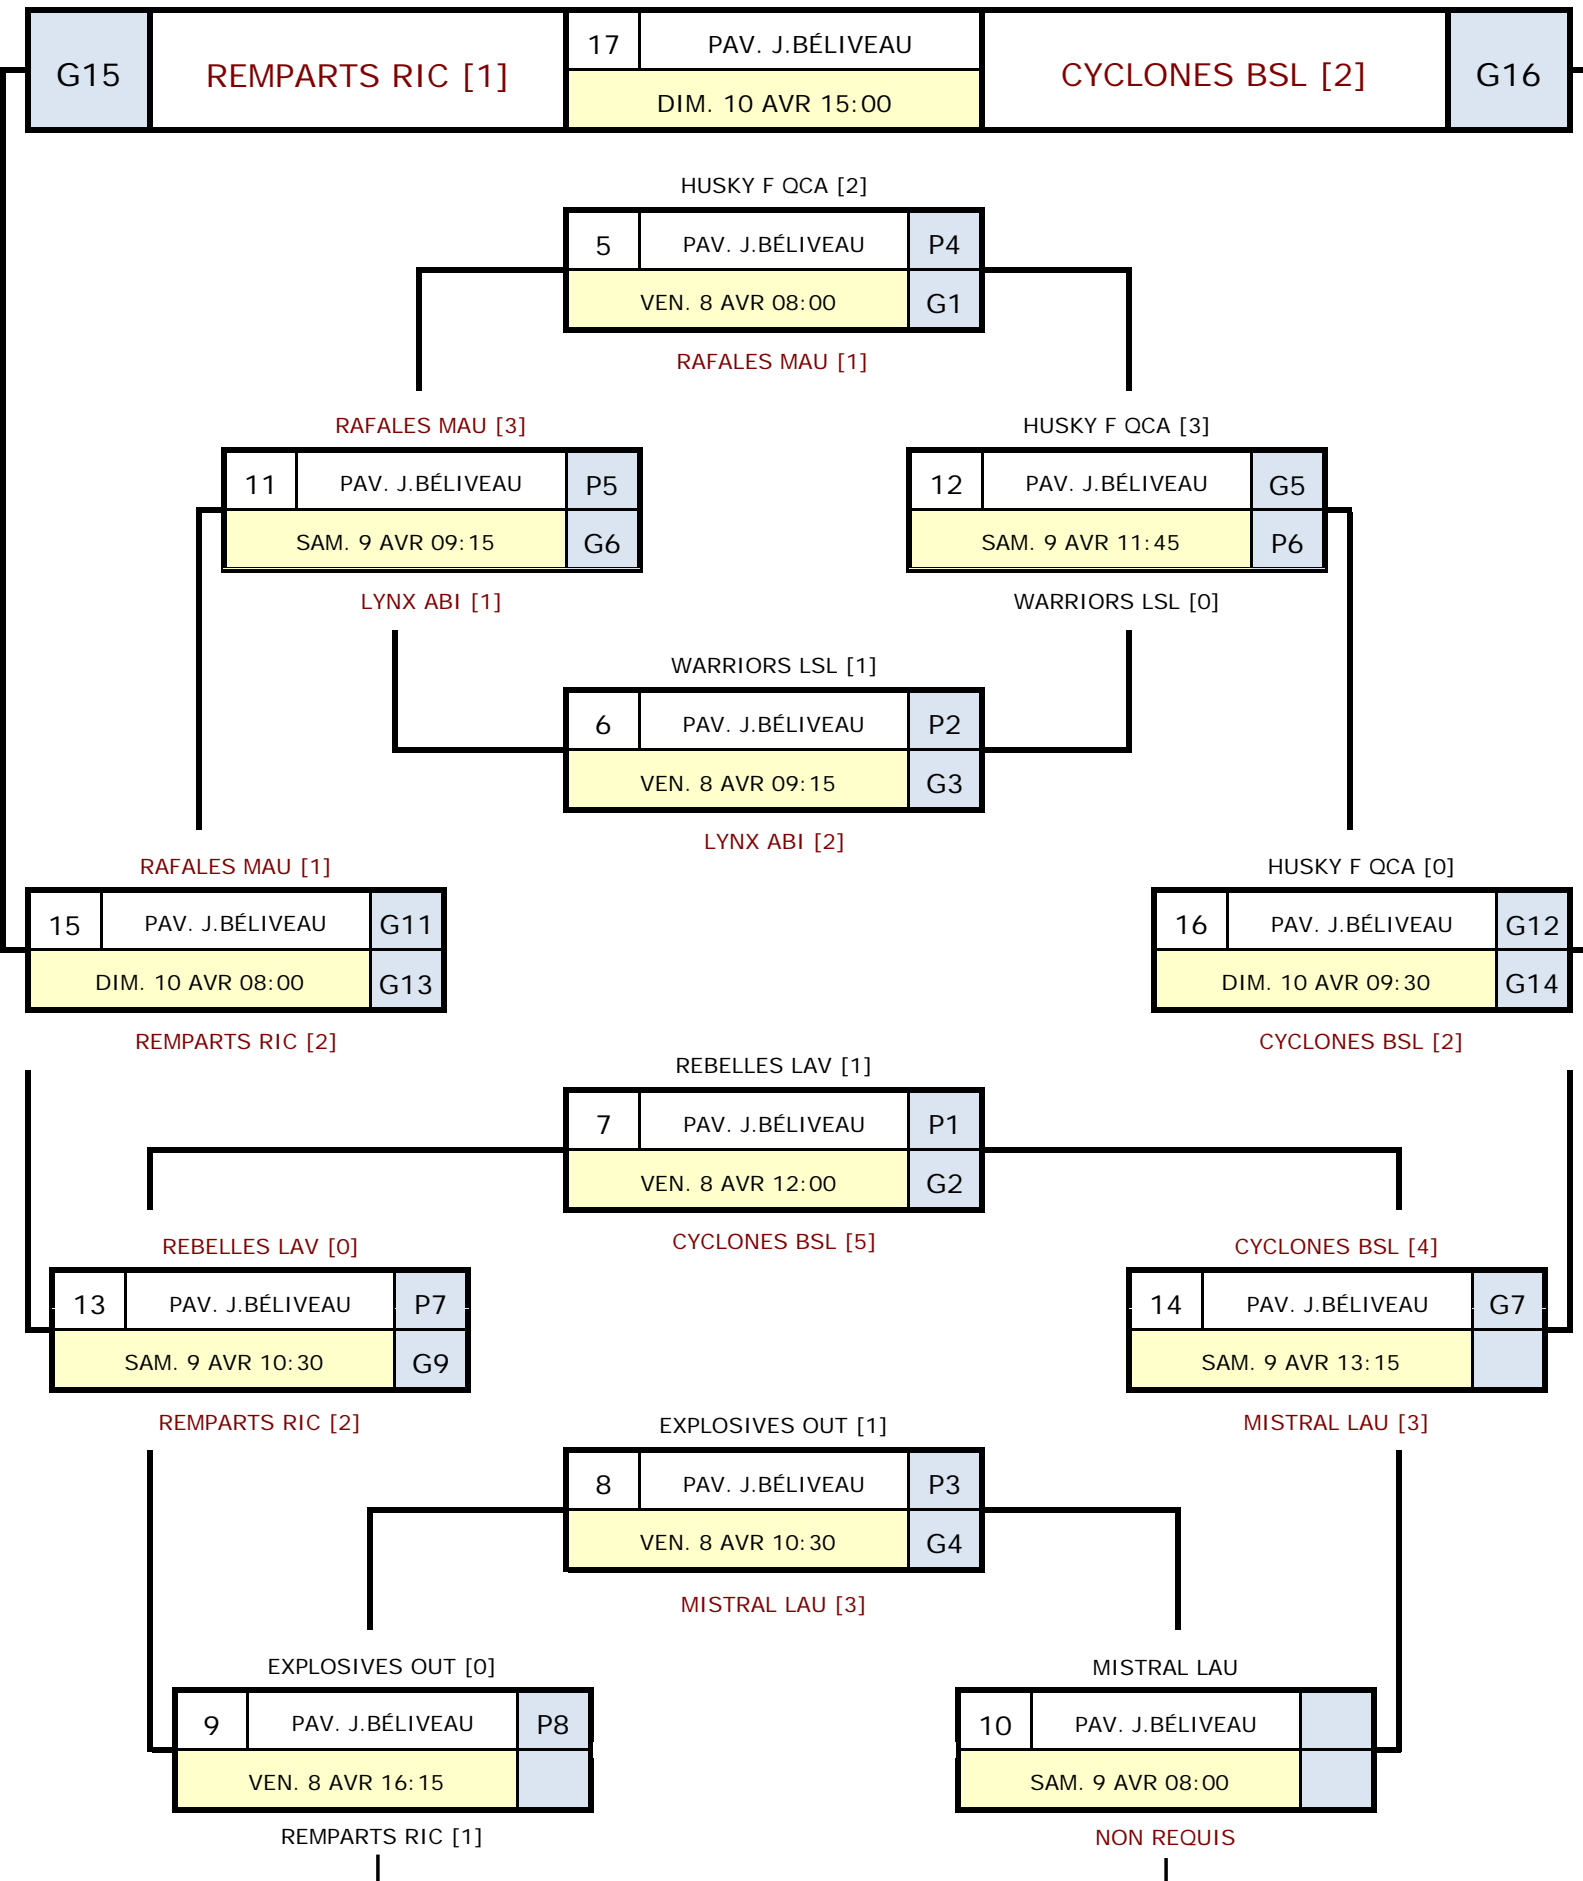 G15 REMPARTS RIC [1] 17 PAV. J.BÉLIVEAU CYCLONES BSL [2] G16
DIM. 10 AVR 15:00
HUSKY F QCA [2]
5 PAV. J.BÉLIVEAU P4
VEN. 8 AVR 08:00 G1
RAFALES MAU [1]
RAFALES MAU [3] HUSKY F QCA [3]
11 PAV. J.BÉLIVEAU P5 12 PAV. J.BÉLIVEAU G5
SAM. 9 AVR 09:15 G6 SAM. 9 AVR 11:45 P6
LYNX ABI [1] WARRIORS LSL [0]
WARRIORS LSL [1]
6 PAV. J.BÉLIVEAU P2
VEN. 8 AVR 09:15 G3
LYNX ABI [2]
RAFALES MAU [1] HUSKY F QCA [0]
15 PAV. J.BÉLIVEAU G11 16 PAV. J.BÉLIVEAU G12
DIM. 10 AVR 08:00 G13 DIM. 10 AVR 09:30 G14
REMPARTS RIC [2] CYCLONES BSL [2]
REBELLES LAV [1]
7 PAV. J.BÉLIVEAU P1
VEN. 8 AVR 12:00 G2
CYCLONES BSL [5]
REBELLES LAV [0] CYCLONES BSL [4]
13 PAV. J.BÉLIVEAU P7 14 PAV. J.BÉLIVEAU G7
SAM. 9 AVR 10:30 G9 SAM. 9 AVR 13:15
REMPARTS RIC [2] MISTRAL LAU [3]
EXPLOSIVES OUT [1]
8 PAV. J.BÉLIVEAU P3
VEN. 8 AVR 10:30 G4
MISTRAL LAU [3]
EXPLOSIVES OUT [0] MISTRAL LAU
9 PAV. J.BÉLIVEAU P8 10 PAV. J.BÉLIVEAU
VEN. 8 AVR 16:15 SAM. 9 AVR 08:00
REMPARTS RIC [1] NON REQUIS